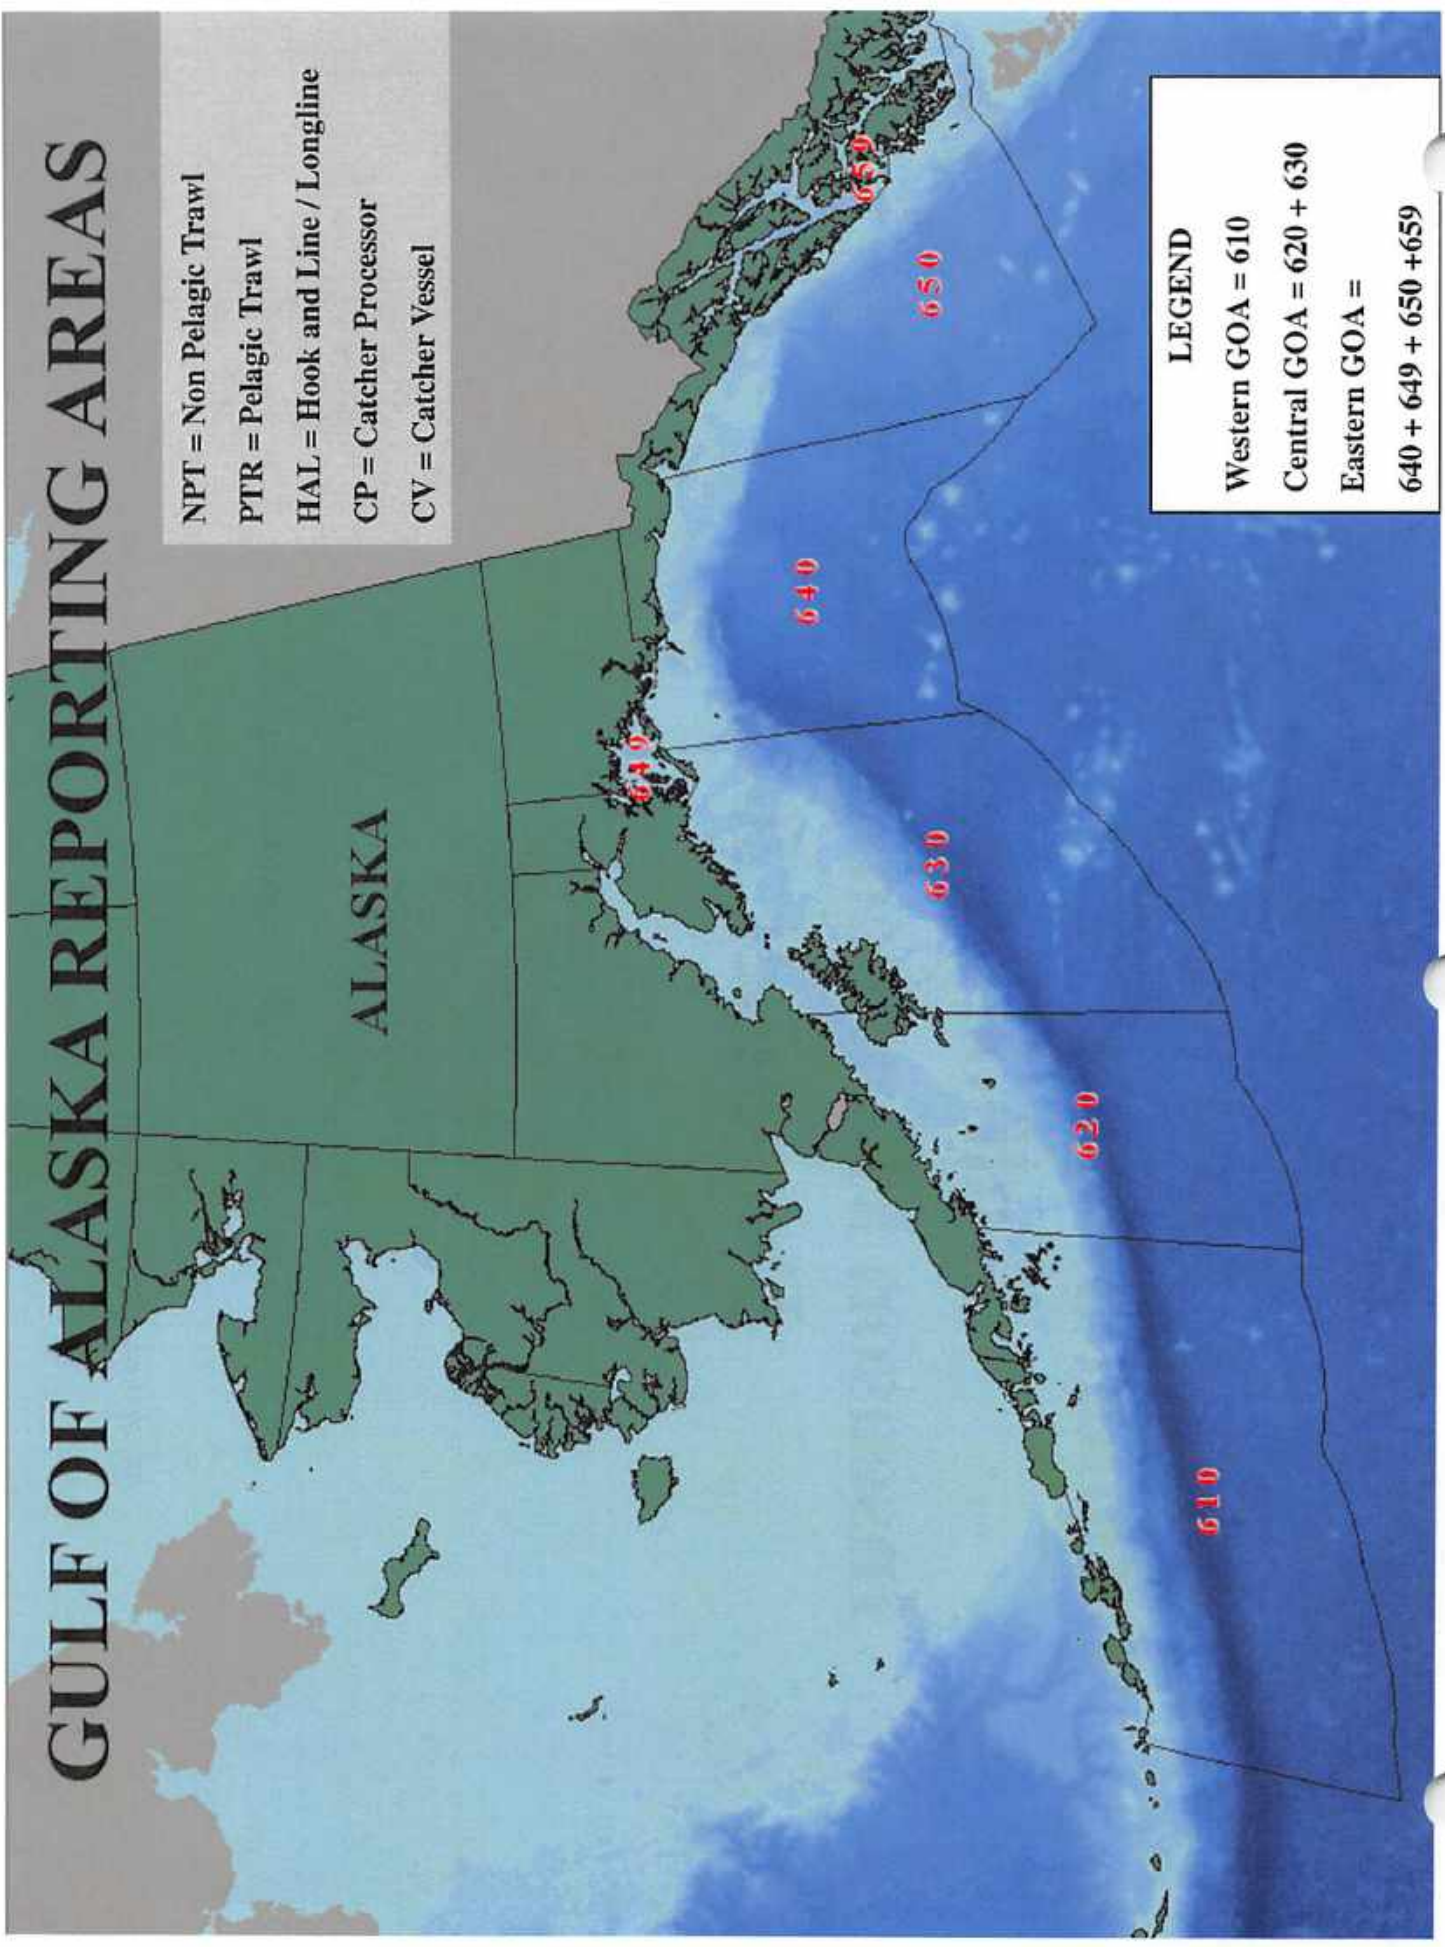 GULF OF ALASKA REPORTING AREAS
NPT = Non Pelagic Trawl
PTR = Pelagic Trawl
HAL = Hook and Line / Longline
CP = Catcher Processor
CV = Catcher Vessel
ALASKA
649
659
640
650
630
620
610
LEGEND
Western GOA = 610
Central GOA = 620 + 630
Eastern GOA =
640 + 649 + 650 +659